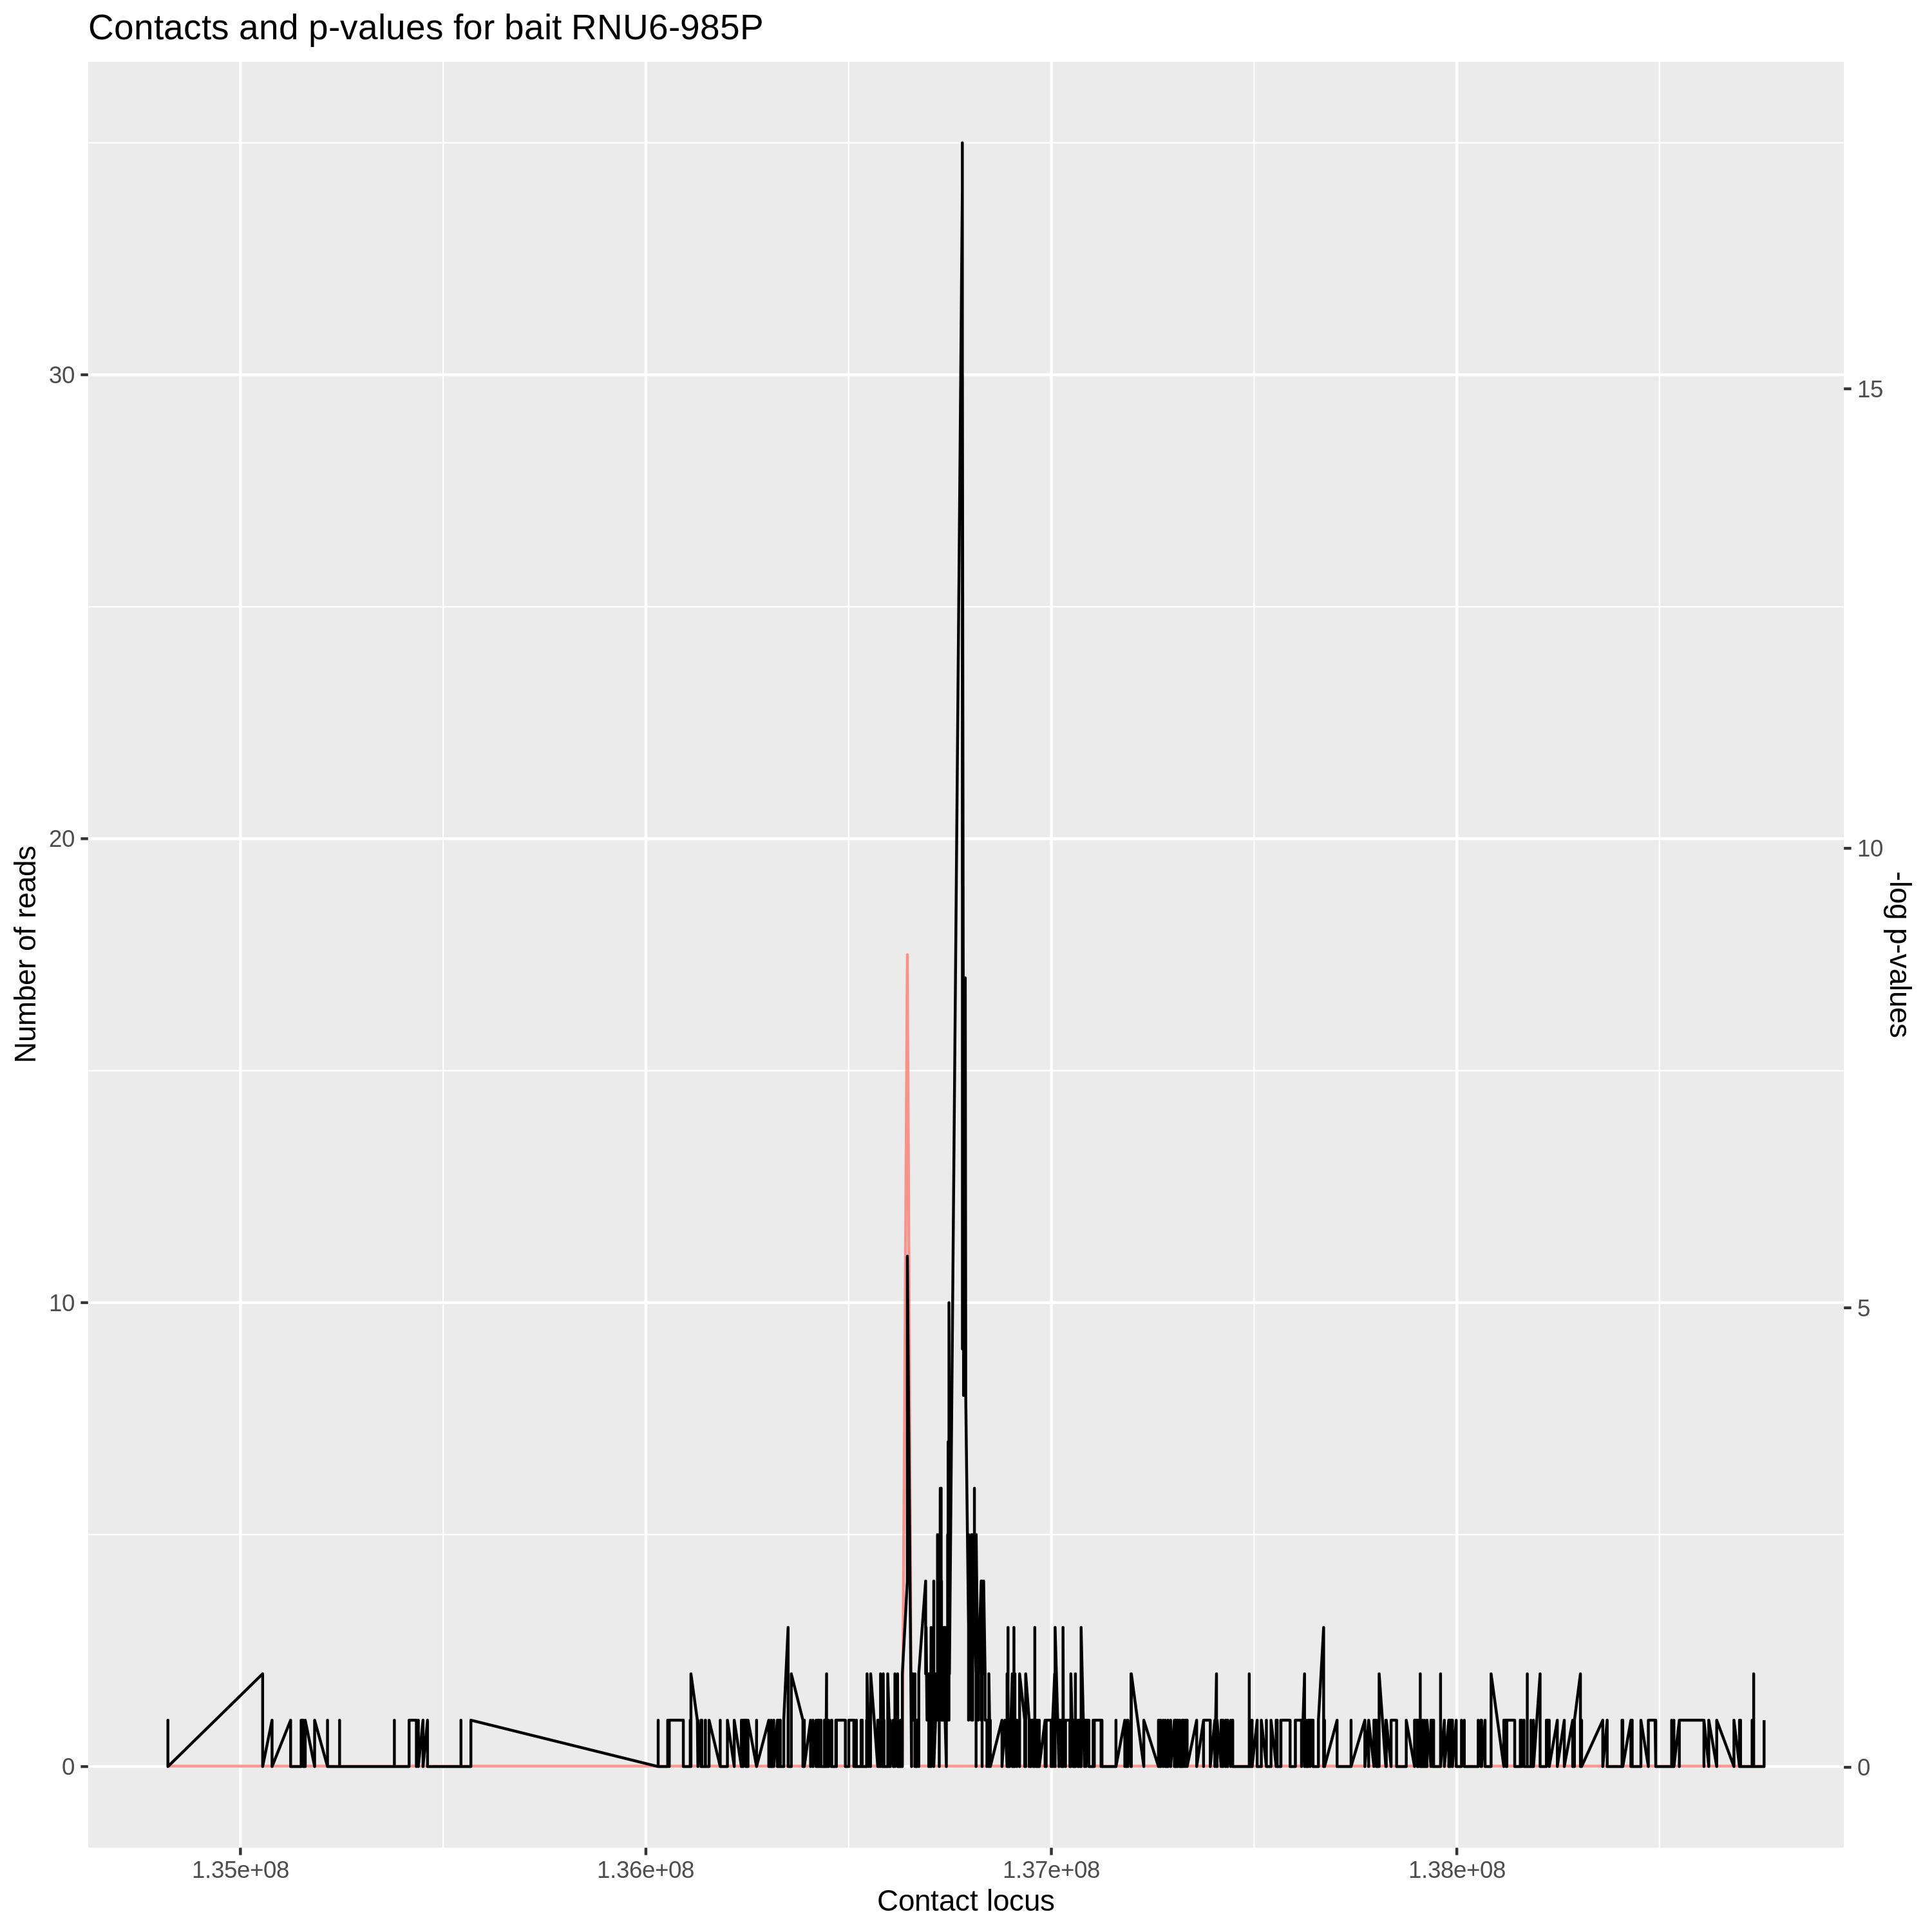 Contacts and p-values for bait RNU6-985P
30
20
10
0
Number of reads
15
10
5
0
-log p-values
1.35e+08
1.36e+08
1.37e+08
1.38e+08
Contact locus